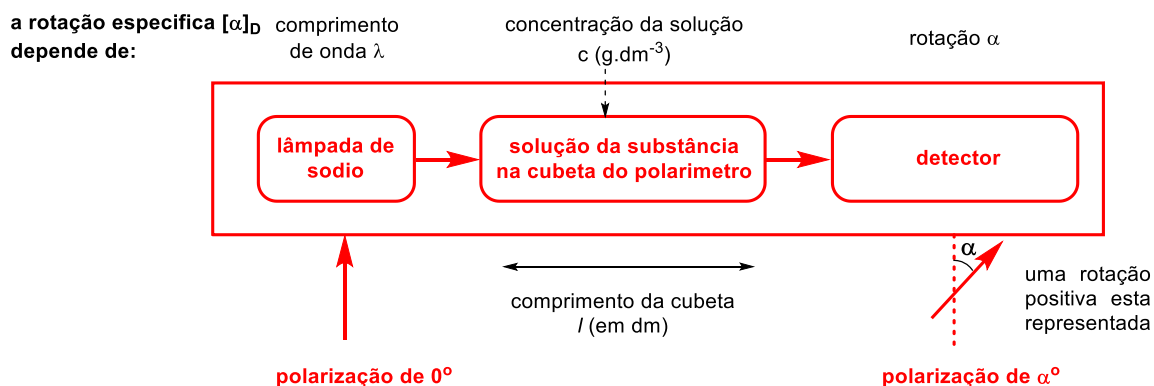 a rotação especifica [α]D
depende de:
comprimento
de onda λ
concentração da solução
c (g.dm-3)
rotação α
lâmpada de
sodio
solução da substância
na cubeta do polarimetro
detector
α
comprimento da cubeta
l (em dm)
uma rotação
positiva esta
representada
polarização de 0º
polarização de αº